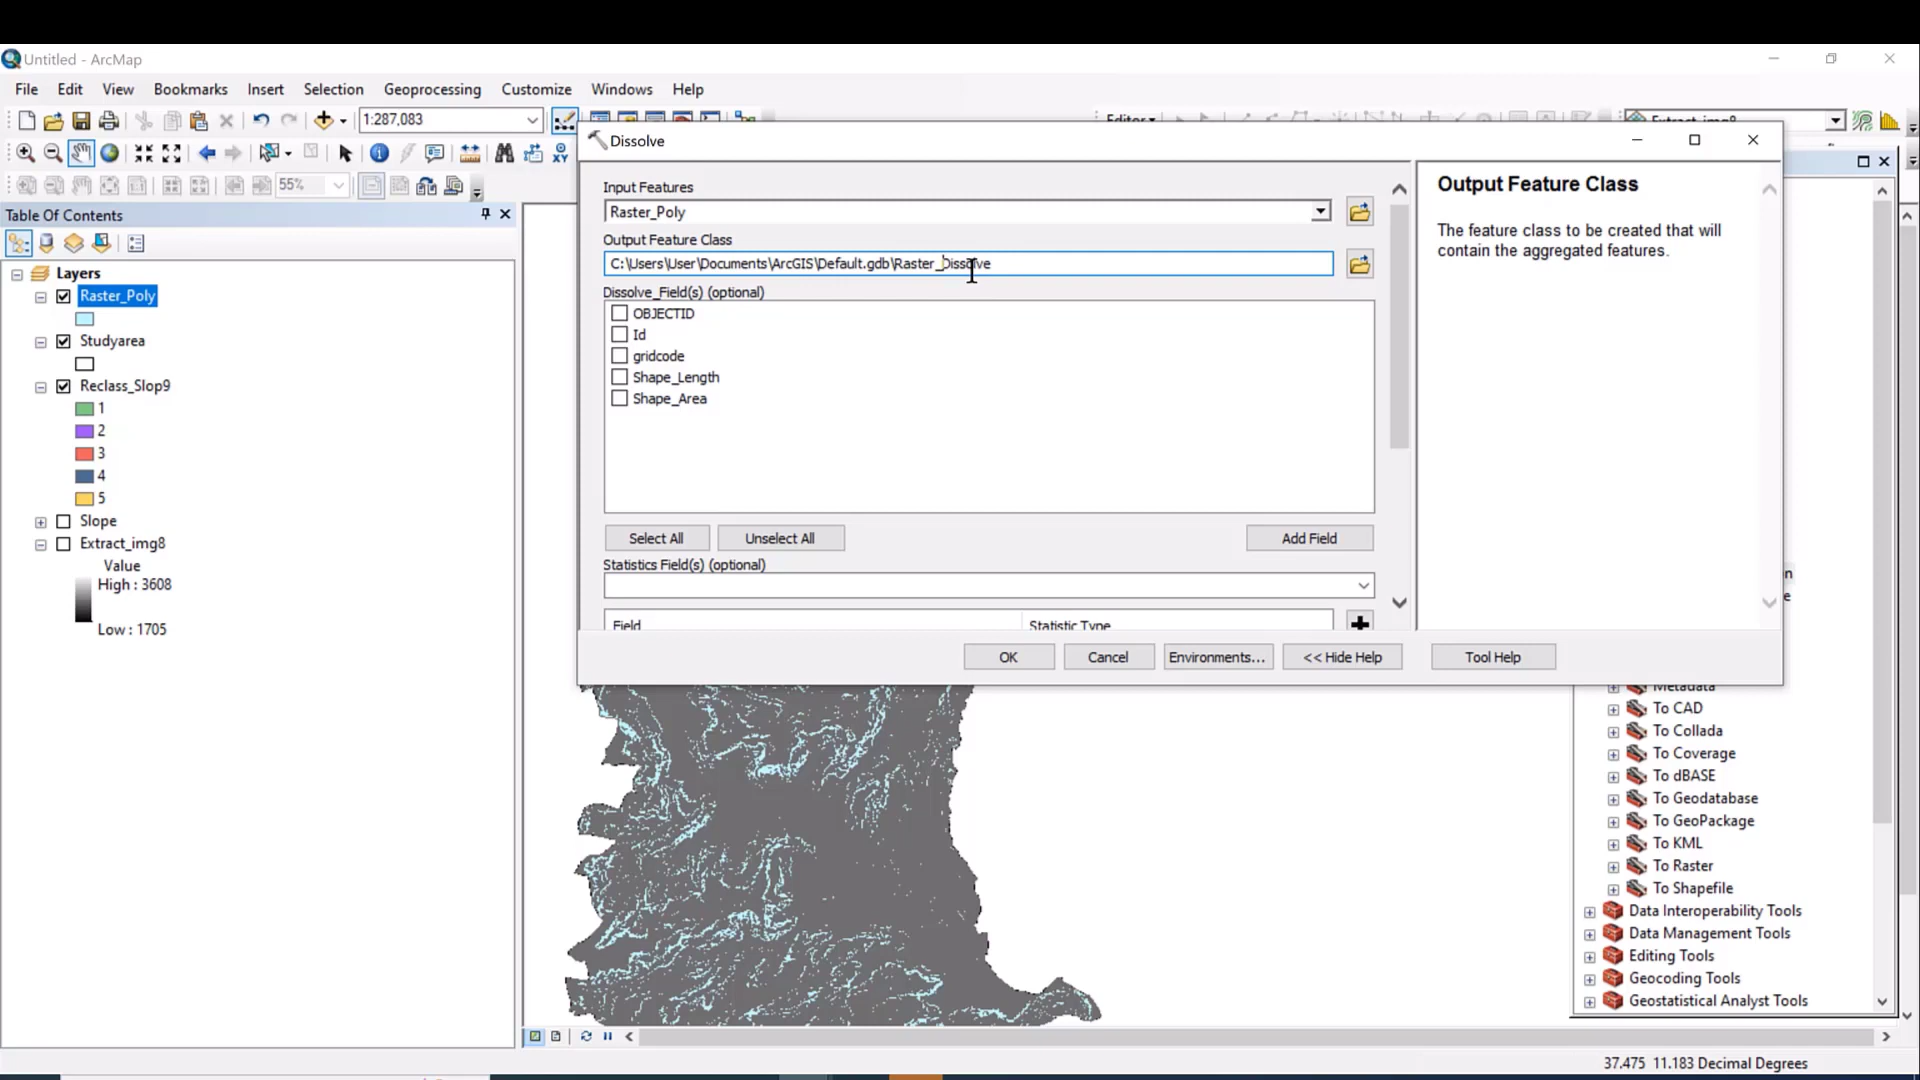 Untitled - ArcMap
File Edit View Bookmarks Insert Selection Geoprocessing Customize Windows Help
1:287,083
55%
Table Of Contents
Layers
Raster_Poly
Studyarea
Reclass_Slop9
1
2
3
4
5
Slope
Extract_img8
Value
High : 3608
Low : 1705
Dissolve
Input Features
Raster_Poly
Output Feature Class
C:\Users\User\Documents\ArcGIS\Default.gdb\Raster_Dissolve
Dissolve_Field(s) (optional)
OBJECTID
Id
gridcode
Shape_Length
Shape_Area
Select All Unselect All Add Field
Statistics Field(s) (optional)
Field Statistic Type
OK Cancel Environments... << Hide Help Tool Help
Output Feature Class
The feature class to be created that will
contain the aggregated features.
Metadata
To CAD
To Collada
To Coverage
To dBASE
To Geodatabase
To GeoPackage
To KML
To Raster
To Shapefile
Data Interoperability Tools
Data Management Tools
Editing Tools
Geocoding Tools
Geostatistical Analyst Tools
37.475 11.183 Decimal Degrees